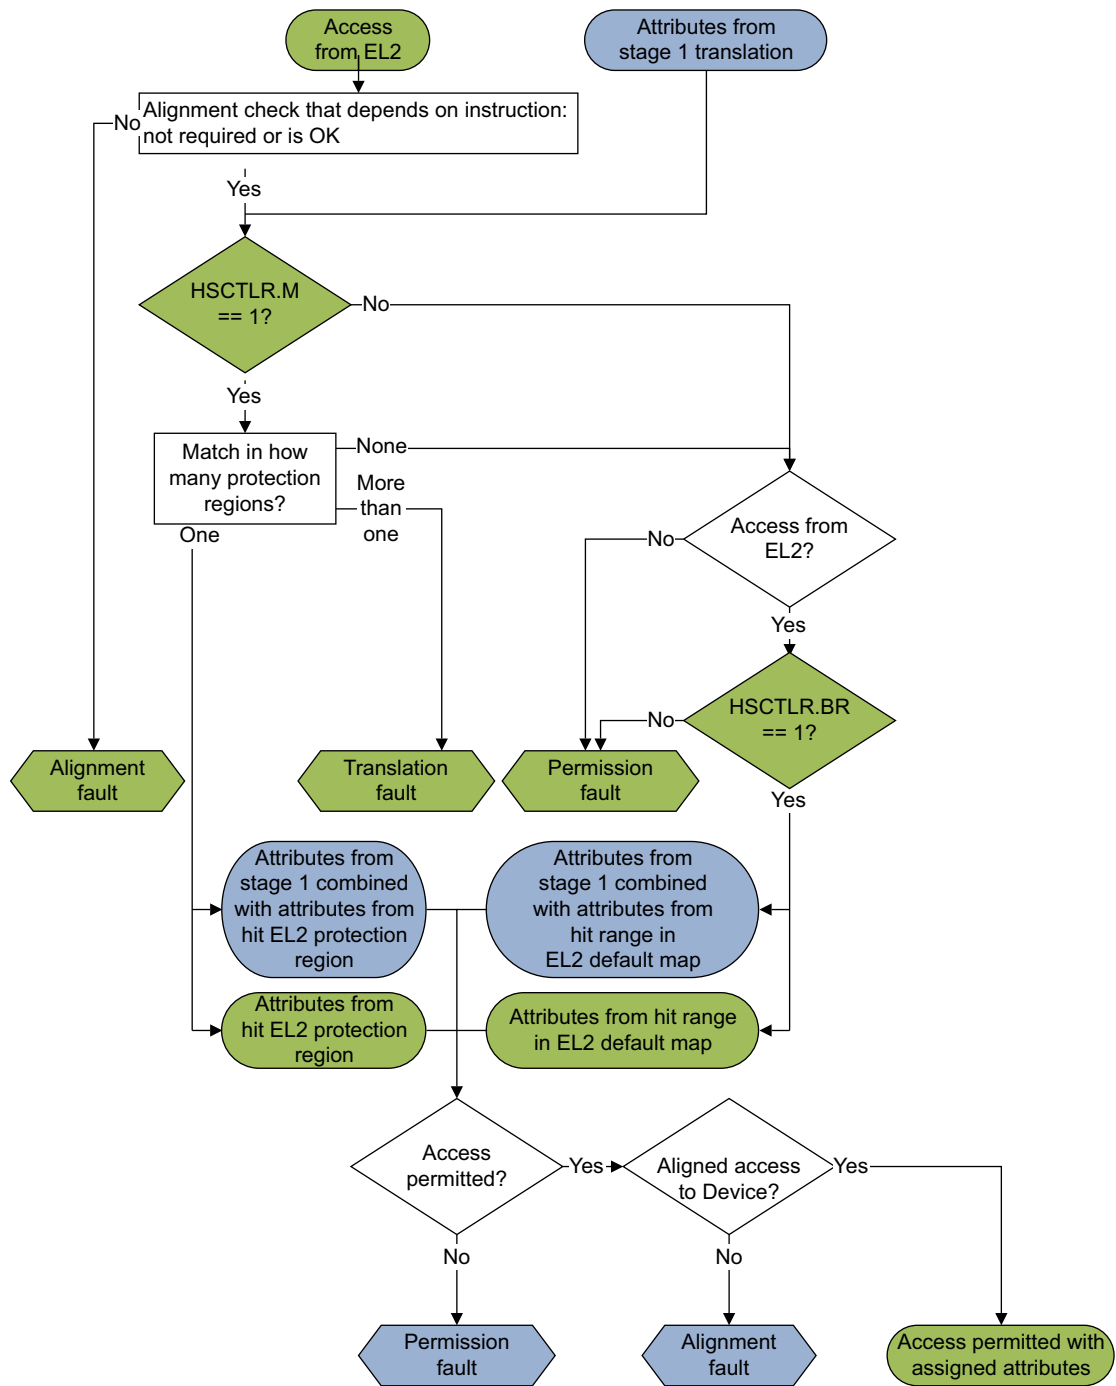 Access
from EL2
Attributes from
stage 1 translation
Alignment check that depends on instruction:
not required or is OK
No
Yes
HSCTLR.M
== 1?
No
Yes
Match in how
many protection
regions?
None
More
than
one
One
Access from
EL2?
No
Yes
HSCTLR.BR
== 1?
No
Yes
Alignment
fault
Translation
fault
Permission
fault
Attributes from
stage 1 combined
with attributes from
hit EL2 protection
region
Attributes from
stage 1 combined
with attributes from
hit range in
EL2 default map
Attributes from
hit EL2 protection
region
Attributes from hit range
in EL2 default map
Access
permitted?
Yes
Aligned access
to Device?
Yes
No
No
Permission
fault
Alignment
fault
Access permitted with
assigned attributes